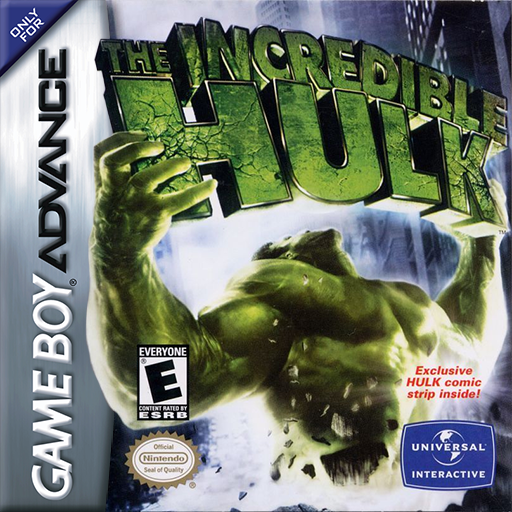 ONLY
FOR
GAME BOY ADVANCE
THE INCREDIBLE
HULK
TM
EVERYONE
E
CONTENT RATED BY
ESRB
Official
Nintendo
Seal of Quality
Exclusive
HULK comic
strip inside!
UNIVERSAL
INTERACTIVE